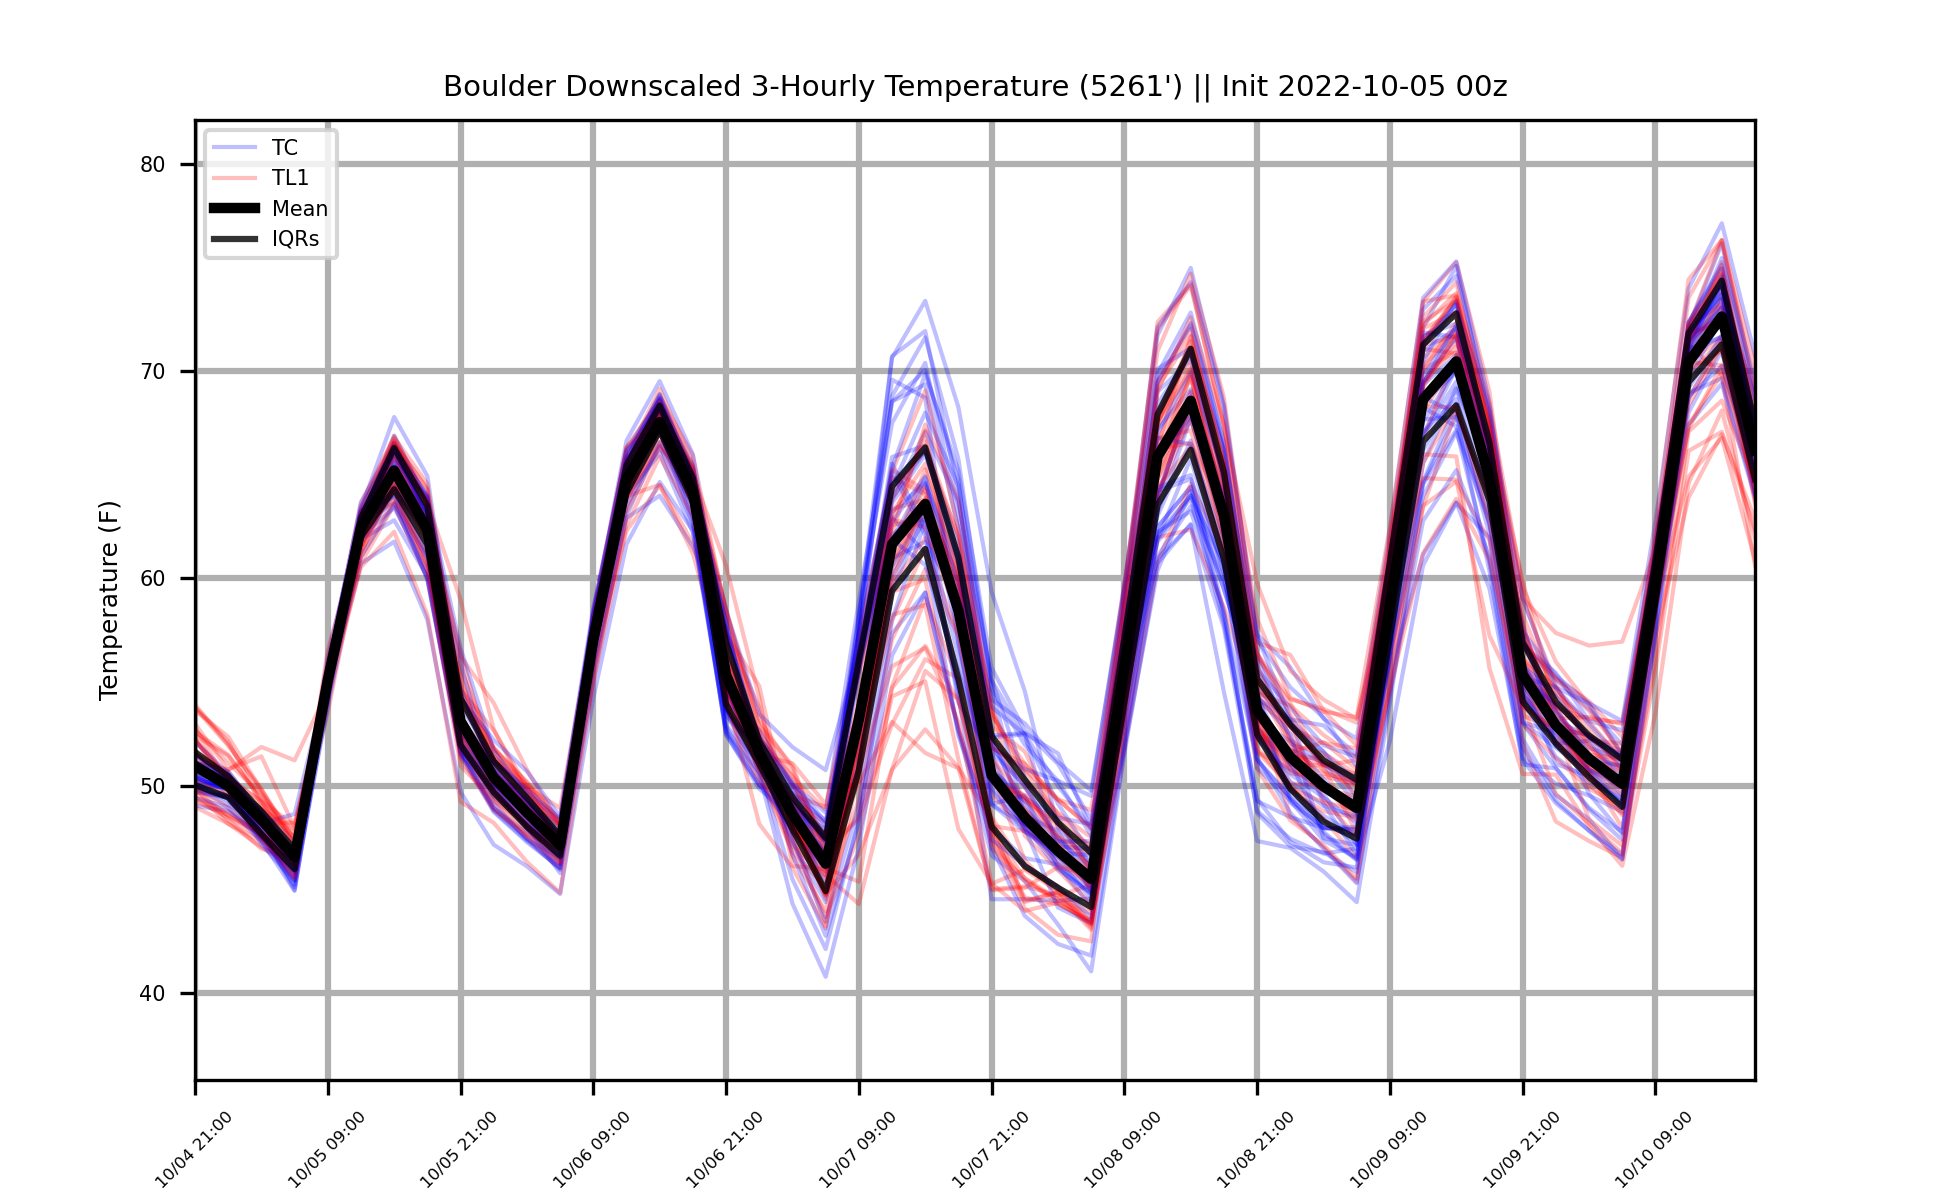 Boulder Downscaled 3-Hourly Temperature (5261') || Init 2022-10-05 00z
TC
TL1
Mean
IQRs
80
70
60
50
40
Temperature (F)
10/04 21:00
10/05 09:00
10/05 21:00
10/06 09:00
10/06 21:00
10/07 09:00
10/07 21:00
10/08 09:00
10/08 21:00
10/09 09:00
10/09 21:00
10/10 09:00